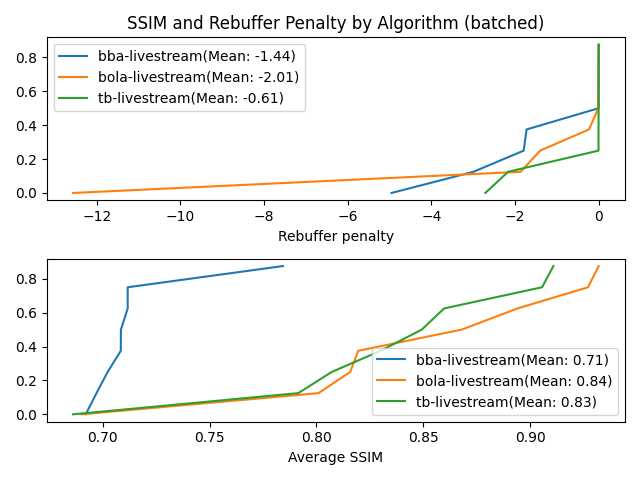 SSIM and Rebuffer Penalty by Algorithm (batched)
0.8
0.6
0.4
0.2
0.0
bba-livestream(Mean: -1.44)
bola-livestream(Mean: -2.01)
tb-livestream(Mean: -0.61)
−12 −10 −8 −6 −4 −2 0
Rebuffer penalty
0.8
0.6
0.4
0.2
0.0
bba-livestream(Mean: 0.71)
bola-livestream(Mean: 0.84)
tb-livestream(Mean: 0.83)
0.70 0.75 0.80 0.85 0.90
Average SSIM